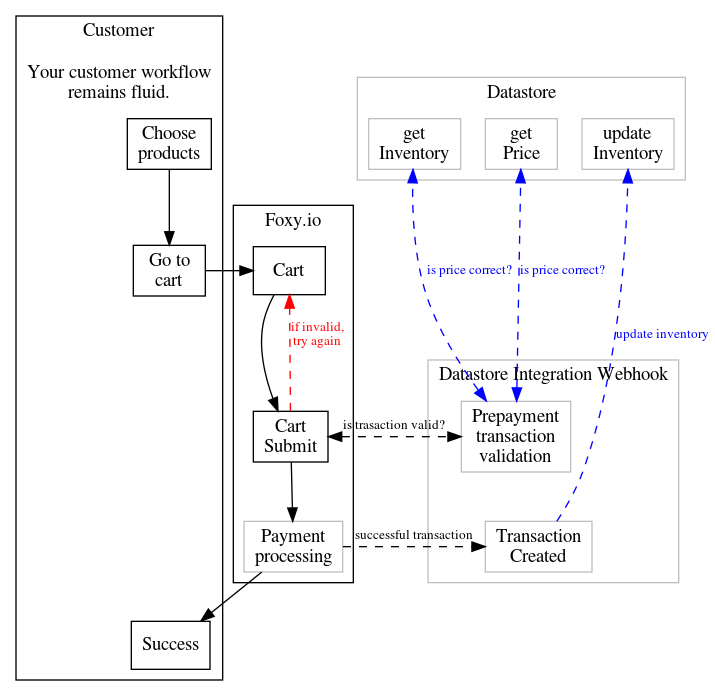 Customer
Your customer workflow
remains fluid.
Choose
products
Go to
cart
Success
Foxy.io
Cart
if invalid,
try again
Cart
Submit
Payment
processing
is trasaction valid?
successful transaction
Datastore
get
Inventory
get
Price
update
Inventory
is price correct?
is price correct?
update inventory
Datastore Integration Webhook
Prepayment
transaction
validation
Transaction
Created